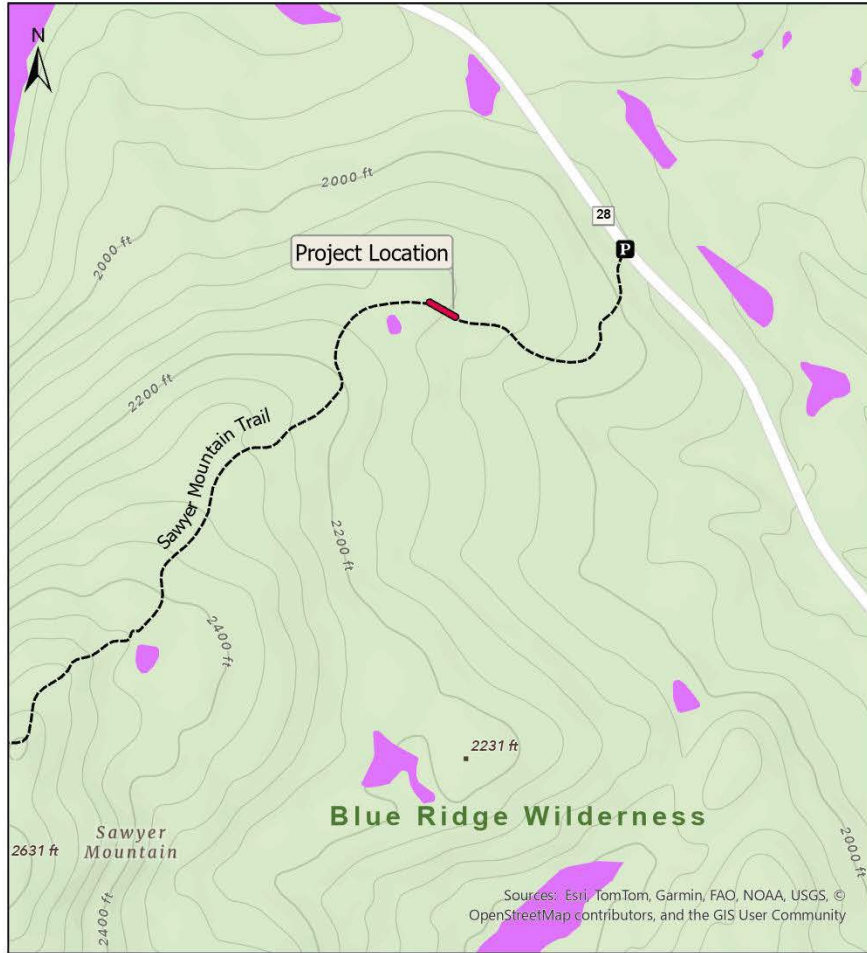 N
2000 ft
2000 ft
28
P
Project Location
2200 ft
Sawyer Mountain Trail
2200 ft
2400 ft
2231 ft
Blue Ridge Wilderness
Sawyer
Mountain
2631 ft
2000 ft
2400 ft
Sources: Esri, TomTom, Garmin, FAO, NOAA, USGS, ©
OpenStreetMap contributors, and the GIS User Community